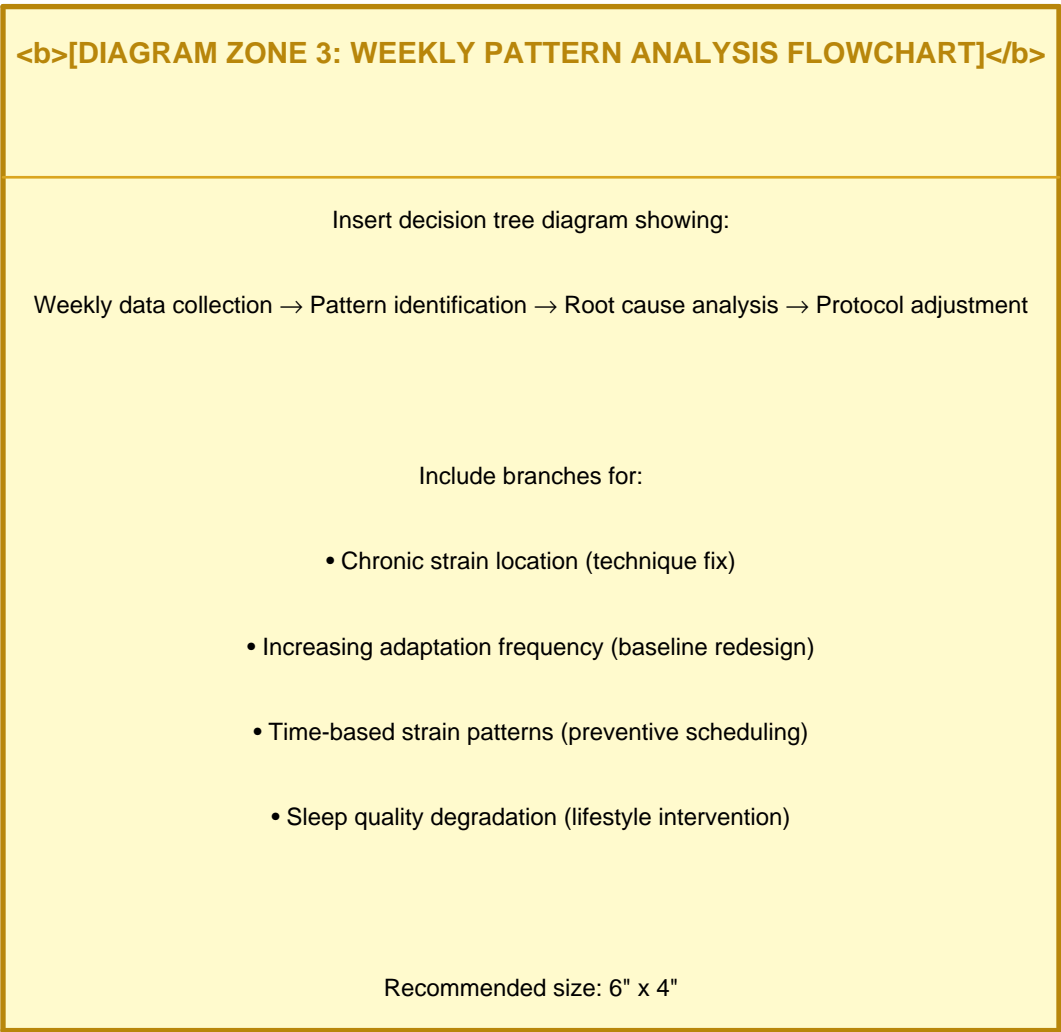 <b>[DIAGRAM ZONE 3: WEEKLY PATTERN ANALYSIS FLOWCHART]</b>
Insert decision tree diagram showing:
Weekly data collection → Pattern identification → Root cause analysis → Protocol adjustment
Include branches for:
• Chronic strain location (technique fix)
• Increasing adaptation frequency (baseline redesign)
• Time-based strain patterns (preventive scheduling)
• Sleep quality degradation (lifestyle intervention)
Recommended size: 6" x 4"